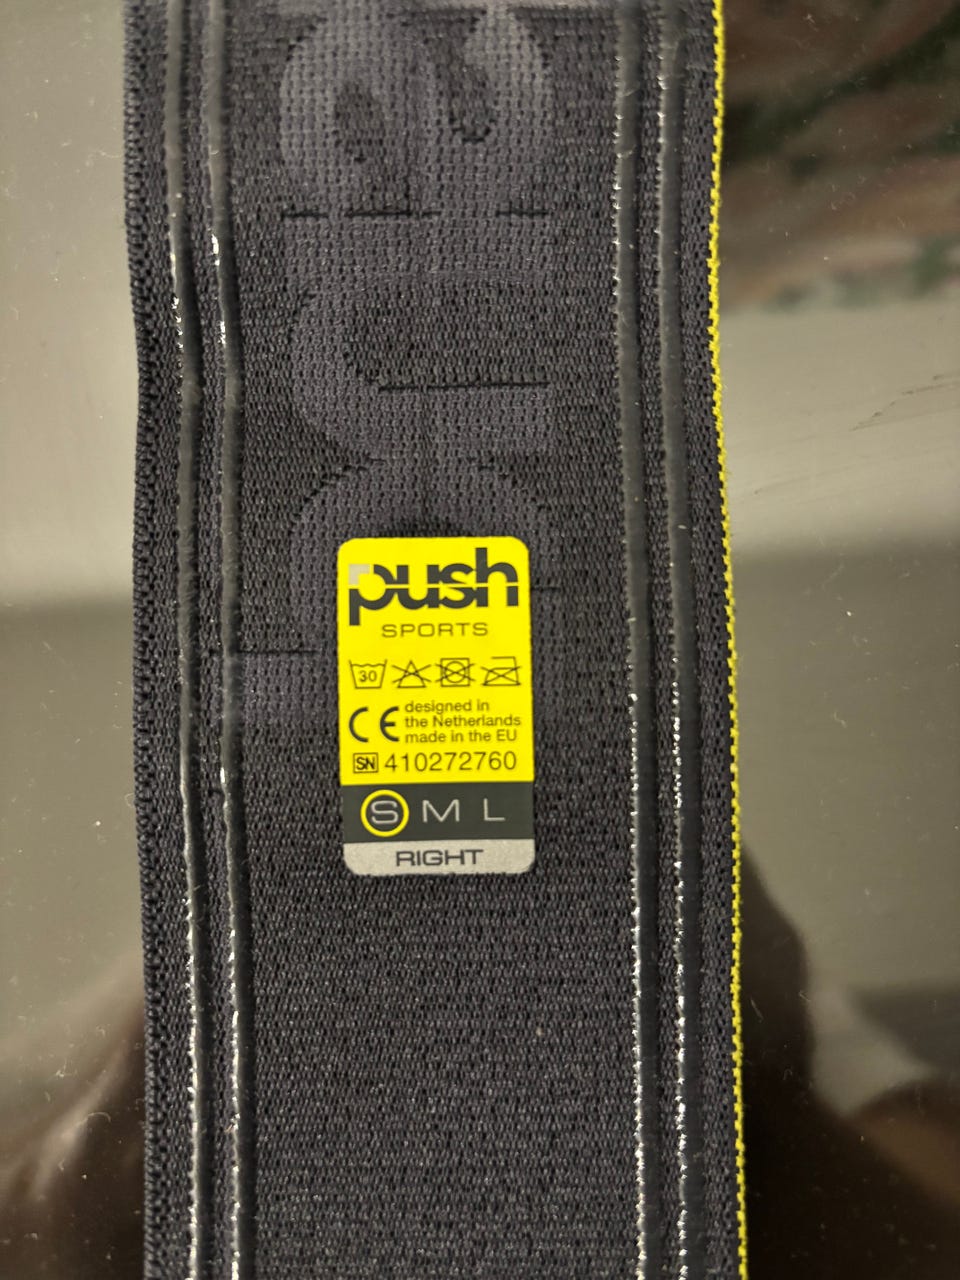 push
SPORTS
30
CE designed in
the Netherlands
made in the EU
SN 410272760
S M L
RIGHT